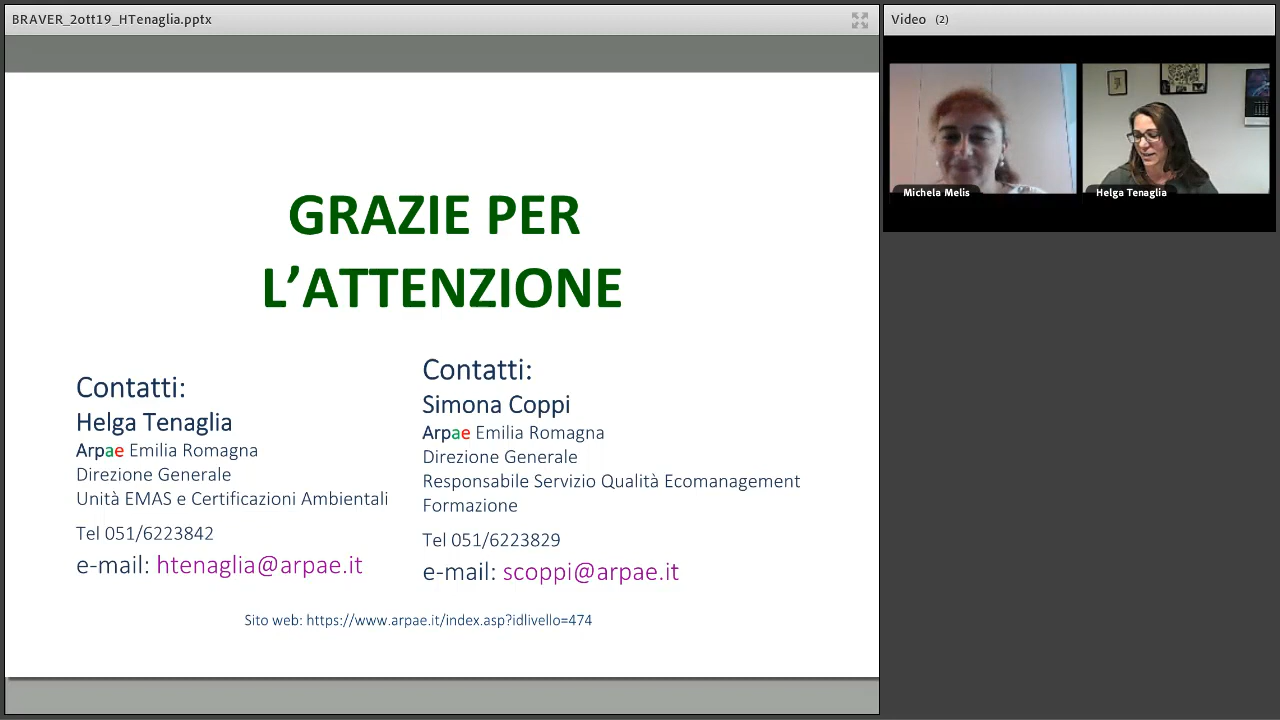 BRAVER_2ott19_HTenaglia.pptx
GRAZIE PER
L’ATTENZIONE
Contatti:
Helga Tenaglia
Arpae Emilia Romagna
Direzione Generale
Unità EMAS e Certificazioni Ambientali
Tel 051/6223842
e-mail: htenaglia@arpae.it
Contatti:
Simona Coppi
Arpae Emilia Romagna
Direzione Generale
Responsabile Servizio Qualità Ecomanagement
Formazione
Tel 051/6223829
e-mail: scoppi@arpae.it
Sito web: https://www.arpae.it/index.asp?idlivello=474
Video (2)
Michela Melis
Helga Tenaglia